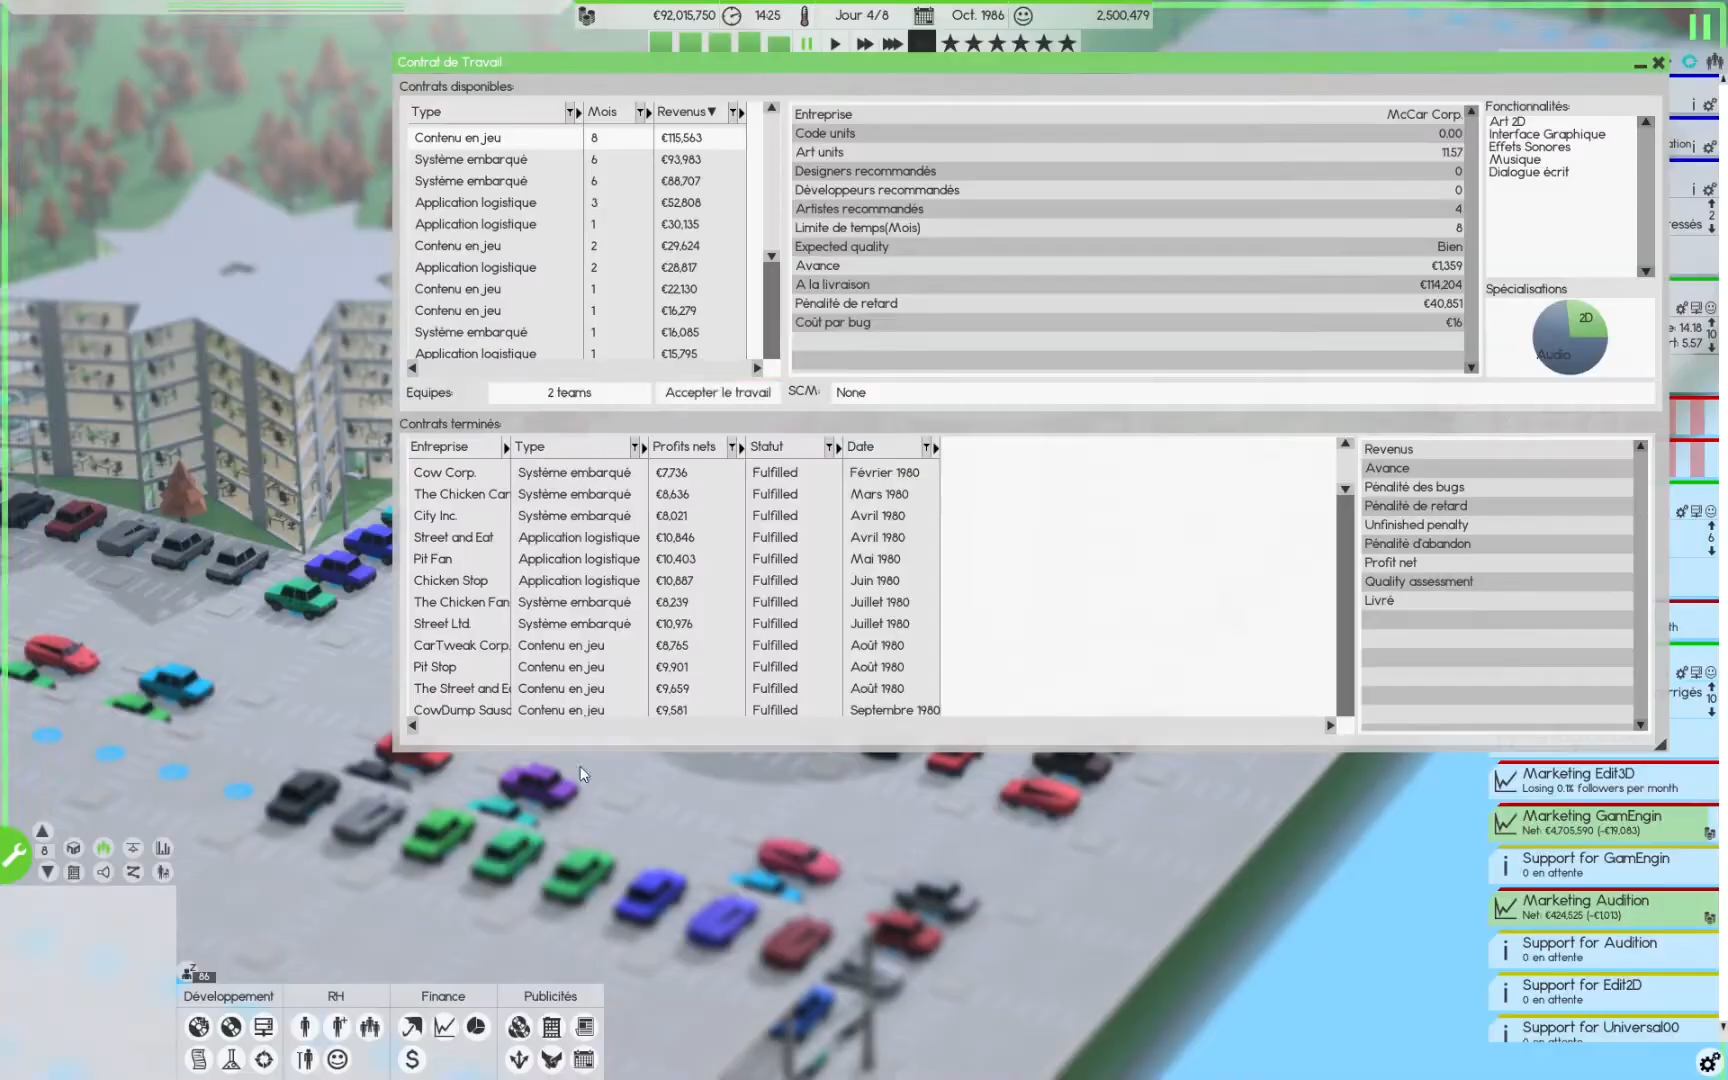 €92,015,750 14:25 Jour 4/8 Oct. 1986 2,500,479
Contrat de Travail
Contrats disponibles:
Type Mois Revenus▼
Contenu en jeu 8 €115,563
Système embarqué 6 €93,983
Système embarqué 6 €88,707
Application logistique 3 €52,808
Application logistique 1 €30,135
Contenu en jeu 2 €29,624
Application logistique 2 €28,817
Contenu en jeu 1 €22,130
Contenu en jeu 1 €16,279
Système embarqué 1 €16,085
Application logistique 1 €15,795
Entreprise McCar Corp.
Code units 0.00
Art units 11.57
Designers recommandés 0
Développeurs recommandés 0
Artistes recommandés 4
Limite de temps(Mois) 8
Expected quality Bien
Avance €1,359
A la livraison €114,204
Pénalité de retard €40,851
Coût par bug €16
Fonctionnalités:
Art 2D
Interface Graphique
Effets Sonores
Musique
Dialogue écrit
Spécialisations
2D
Audio
Equipes: 2 teams Accepter le travail SCM: None
Contrats terminés:
Entreprise Type Profits nets Statut Date
Cow Corp. Système embarqué €7,736 Fulfilled Février 1980
The Chicken Car Système embarqué €8,636 Fulfilled Mars 1980
City Inc. Système embarqué €8,021 Fulfilled Avril 1980
Street and Eat Application logistique €10,846 Fulfilled Avril 1980
Pit Fan Application logistique €10,403 Fulfilled Mai 1980
Chicken Stop Application logistique €10,887 Fulfilled Juin 1980
The Chicken Fan Système embarqué €8,239 Fulfilled Juillet 1980
Street Ltd. Système embarqué €10,976 Fulfilled Juillet 1980
CarTweak Corp. Contenu en jeu €8,765 Fulfilled Août 1980
Pit Stop Contenu en jeu €9,901 Fulfilled Août 1980
The Street and E Contenu en jeu €9,659 Fulfilled Août 1980
CowDump Sausc Contenu en jeu €9,581 Fulfilled Septembre 1980
Revenus
Avance
Pénalité des bugs
Pénalité de retard
Unfinished penalty
Pénalité d'abandon
Profit net
Quality assessment
Livré
ation
2
essés
14.18
10
5.57
6
th
rrigés 10
Marketing Edit3D
Losing 0.1% followers per month
Marketing GamEngin
Net: €4,705,590 (-€19,083)
Support for GamEngin
0 en attente
Marketing Audition
Net: €424,525 (-€1,013)
Support for Audition
0 en attente
Support for Edit2D
0 en attente
Support for Universal00
0 en attente
8
86
Développement RH Finance Publicités